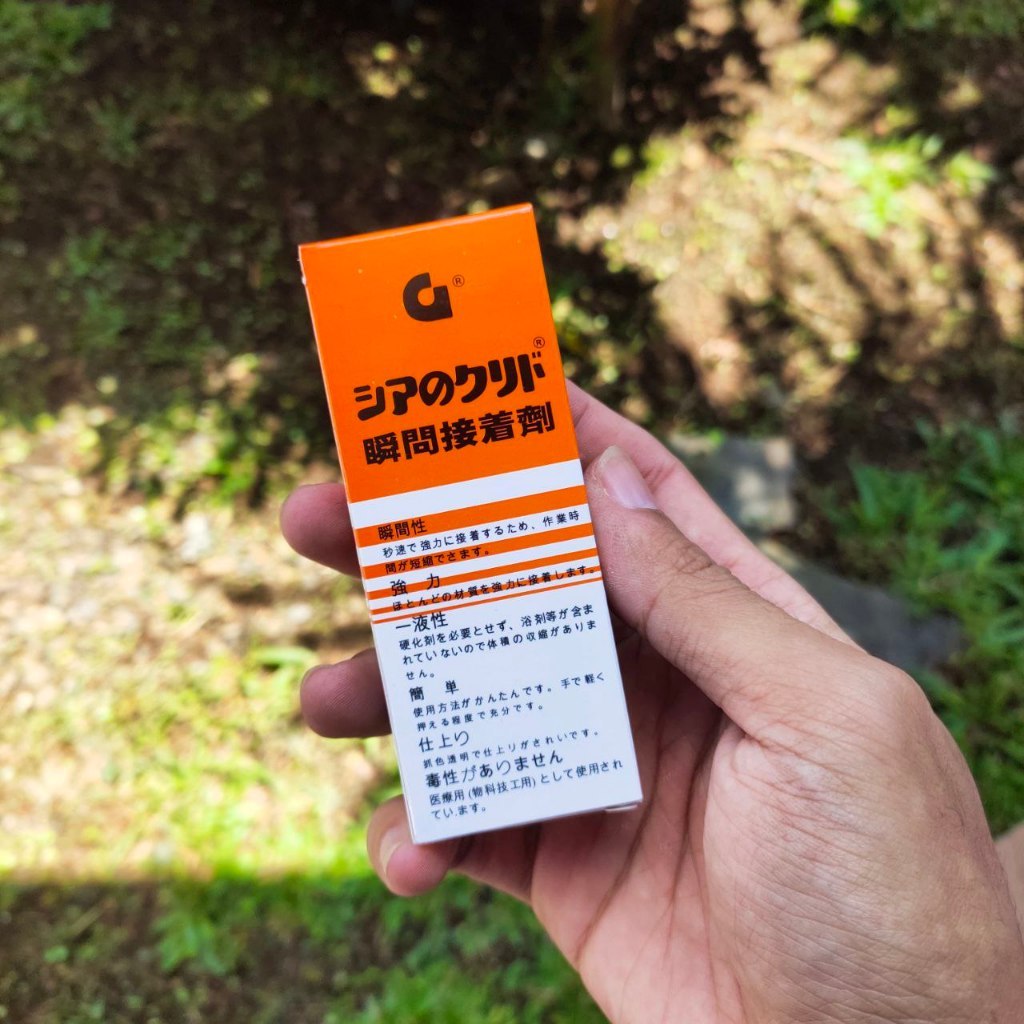 G®
シアのクリド®
瞬間接着劑
瞬間性
秒速で強力に接着するため、作業時
間が短縮でさます。
強 力
ほとんどの材質を強力に接着します。
一液性
硬化剤を必要とせず、浴剤等が含ま
れていないので体積の収縮がありま
せん。
簡 単
使用方法がかんたんです。手で軽く
押える程度で充分です。
仕上り
抓色透明で仕上りがされいです。
毒性がありません
医療用(物科技工用)として使用され
てい.ます。